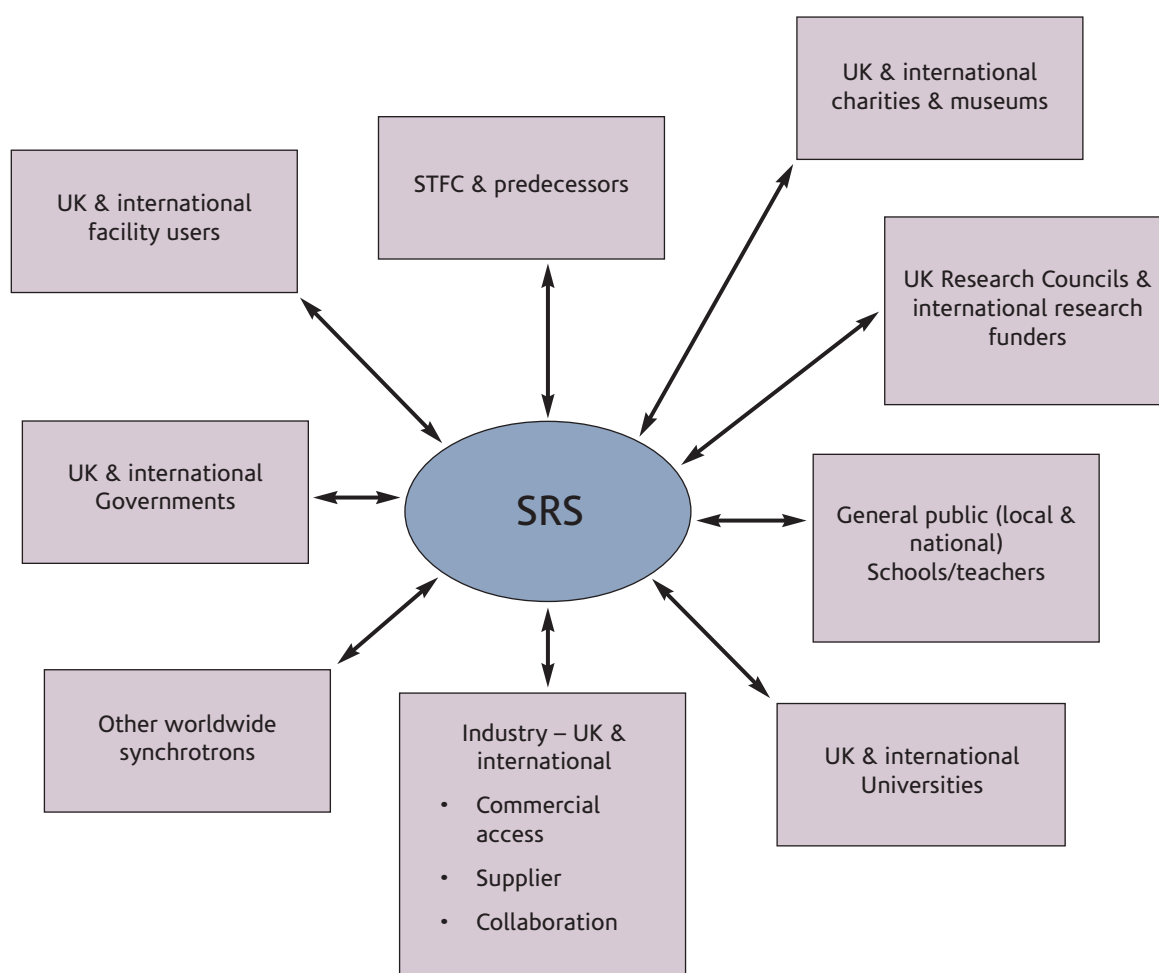 UK & international
charities & museums
STFC & predecessors
UK & international
facility users
UK Research Councils &
international research
funders
UK & international
Governments
SRS
General public (local &
national)
Schools/teachers
Other worldwide
synchrotrons
Industry – UK &
international
• Commercial
access
• Supplier
• Collaboration
UK & international
Universities